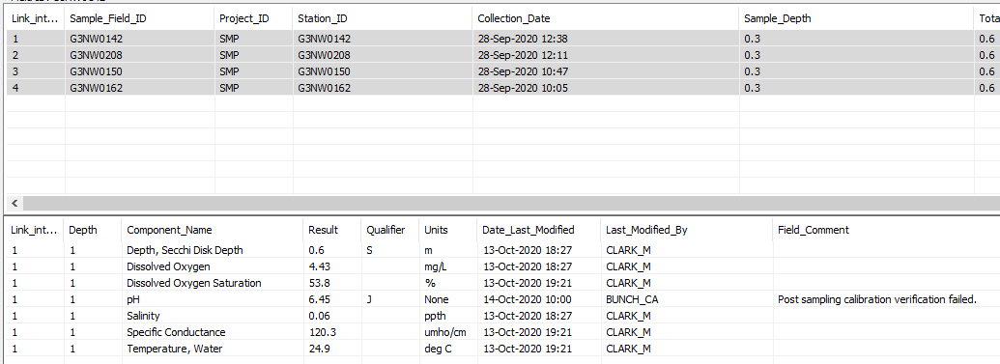 Link_int... Sample_Field_ID Project_ID Station_ID Collection_Date Sample_Depth Tota
1 G3NW0142 SMP G3NW0142 28-Sep-2020 12:38 0.3 0.6
2 G3NW0208 SMP G3NW0208 28-Sep-2020 12:11 0.3 0.6
3 G3NW0150 SMP G3NW0150 28-Sep-2020 10:47 0.3 0.6
4 G3NW0162 SMP G3NW0162 28-Sep-2020 10:05 0.3 0.6
Link_int... Depth Component_Name Result Qualifier Units Date_Last_Modified Last_Modified_By Field_Comment
1 1 Depth, Secchi Disk Depth 0.6 S m 13-Oct-2020 18:27 CLARK_M
1 1 Dissolved Oxygen 4.43 mg/L 13-Oct-2020 18:27 CLARK_M
1 1 Dissolved Oxygen Saturation 53.8 % 13-Oct-2020 19:21 CLARK_M
1 1 pH 6.45 J None 14-Oct-2020 10:00 BUNCH_CA Post sampling calibration verification failed.
1 1 Salinity 0.06 ppth 13-Oct-2020 18:27 CLARK_M
1 1 Specific Conductance 120.3 umho/cm 13-Oct-2020 19:21 CLARK_M
1 1 Temperature, Water 24.9 deg C 13-Oct-2020 19:21 CLARK_M